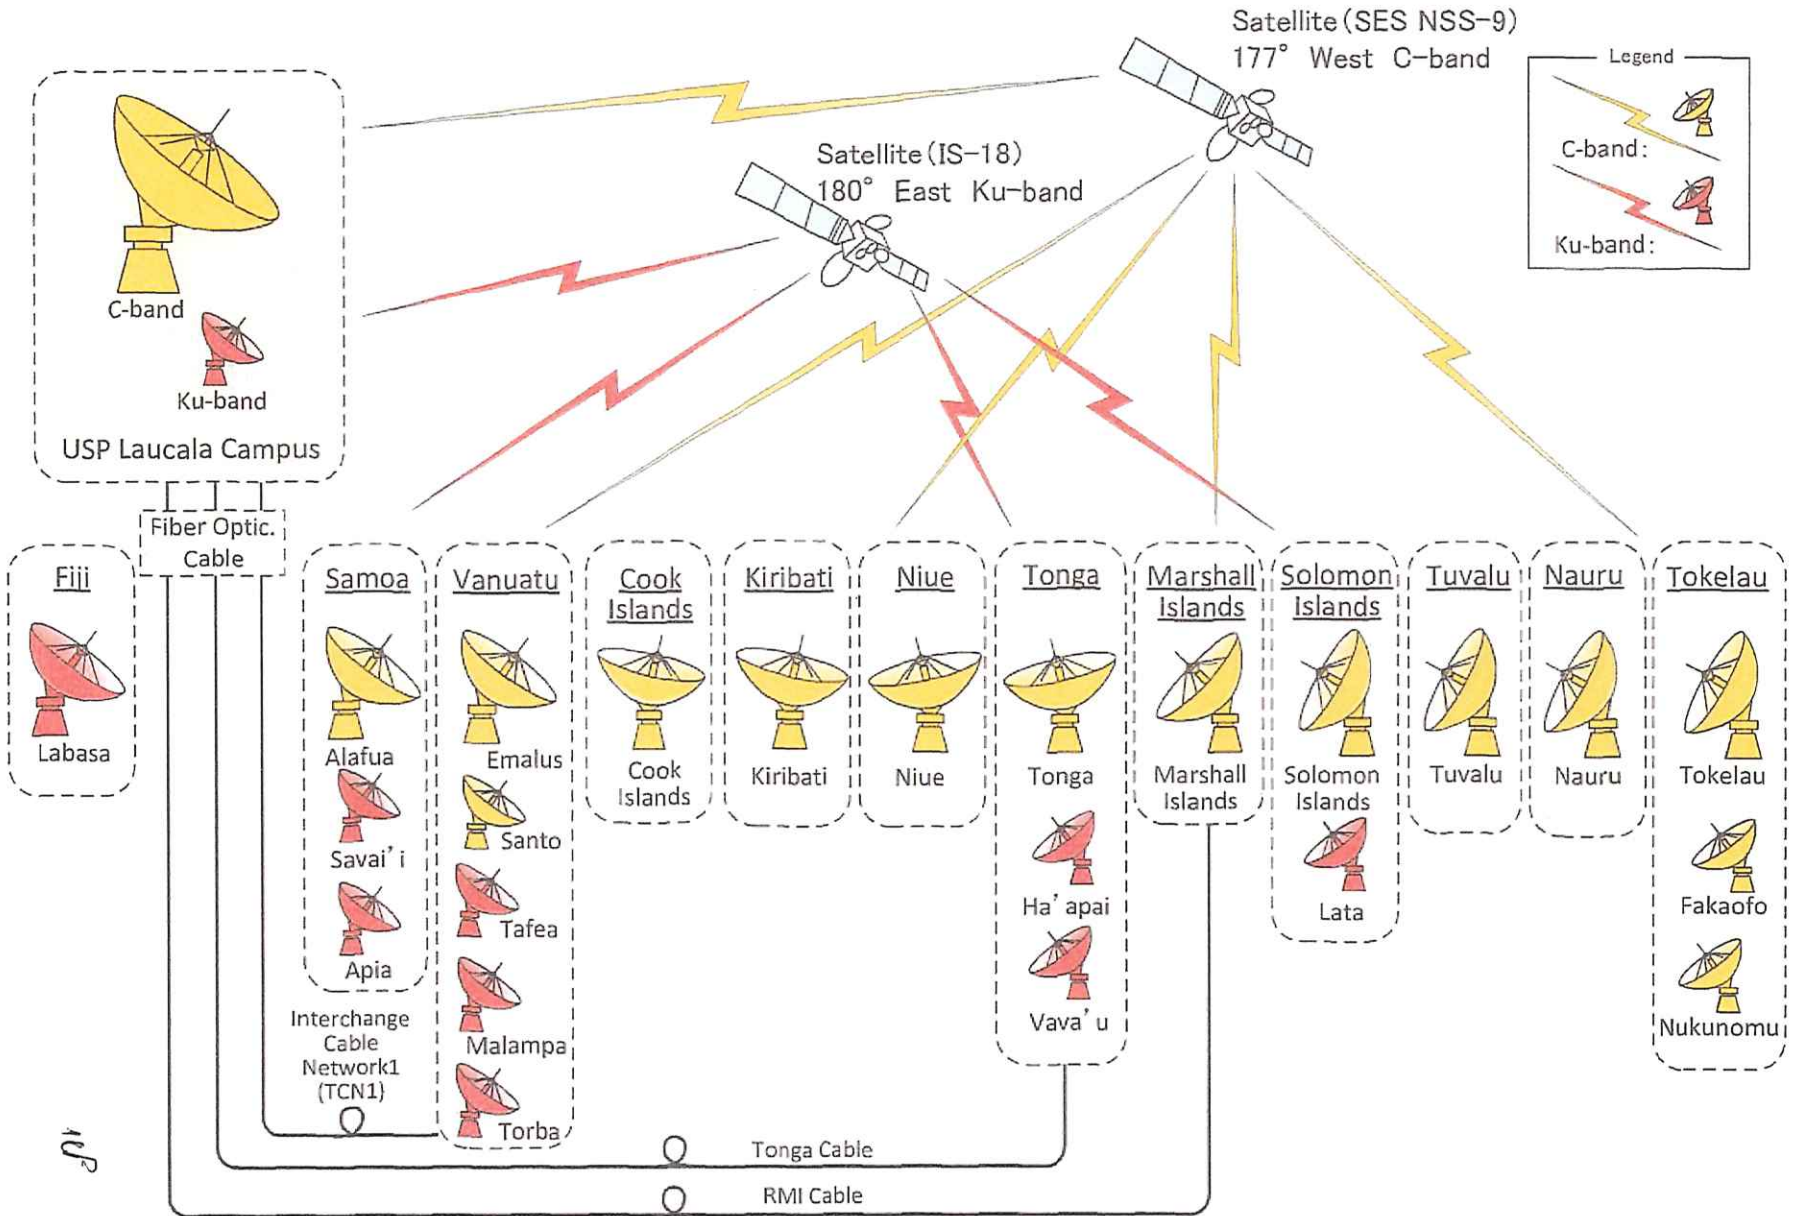 Satellite(SES NSS-9)
177° West C-band
Legend
C-band:
Ku-band:
Satellite(IS-18)
180° East Ku-band
C-band
Ku-band
USP Laucala Campus
Fiber Optic.
Cable
Fiji
Labasa
Samoa
Alafua
Savai'i
Apia
Interchange
Cable
Network1
(TCN1)
Vanuatu
Emalus
Santo
Tafea
Malampa
Torba
Cook
Islands
Cook
Islands
Kiribati
Kiribati
Niue
Niue
Tonga
Tonga
Ha'apai
Vava'u
Marshall
Islands
Marshall
Islands
Solomon
Islands
Solomon
Islands
Lata
Tuvalu
Tuvalu
Nauru
Nauru
Tokelau
Tokelau
Fakaofo
Nukunomu
Tonga Cable
RMI Cable